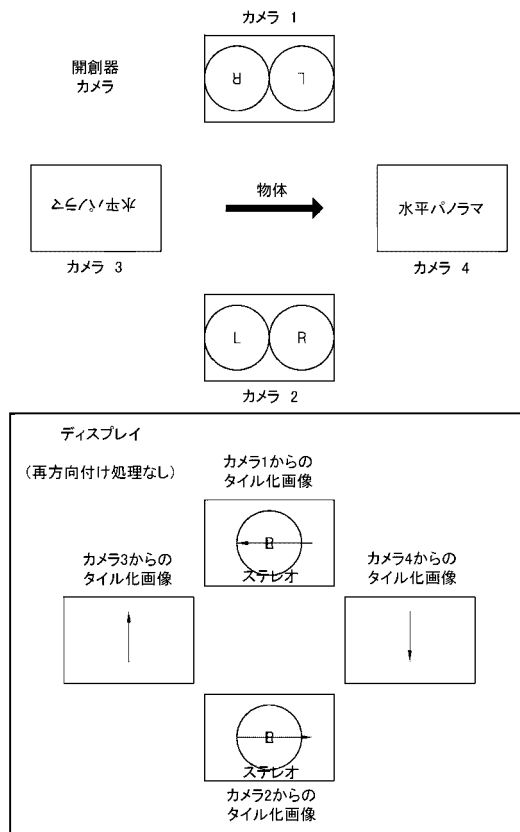 カメラ 1
開創器
カメラ
R
L
水平パノラマ
物体
水平パノラマ
カメラ 3
カメラ 4
L
R
カメラ 2
ディスプレイ
(再方向付け処理なし)
カメラ1からの
タイル化画像
ステレオ
カメラ3からの
タイル化画像
カメラ4からの
タイル化画像
ステレオ
カメラ2からの
タイル化画像